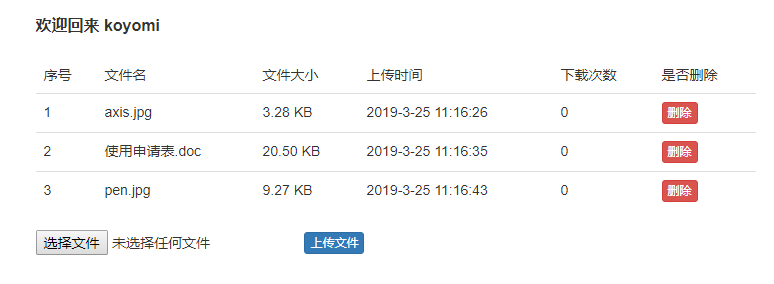 欢迎回来 koyomi
序号 文件名 文件大小 上传时间 下载次数 是否删除
1 axis.jpg 3.28 KB 2019-3-25 11:16:26 0 删除
2 使用申请表.doc 20.50 KB 2019-3-25 11:16:35 0 删除
3 pen.jpg 9.27 KB 2019-3-25 11:16:43 0 删除
选择文件 未选择任何文件 上传文件